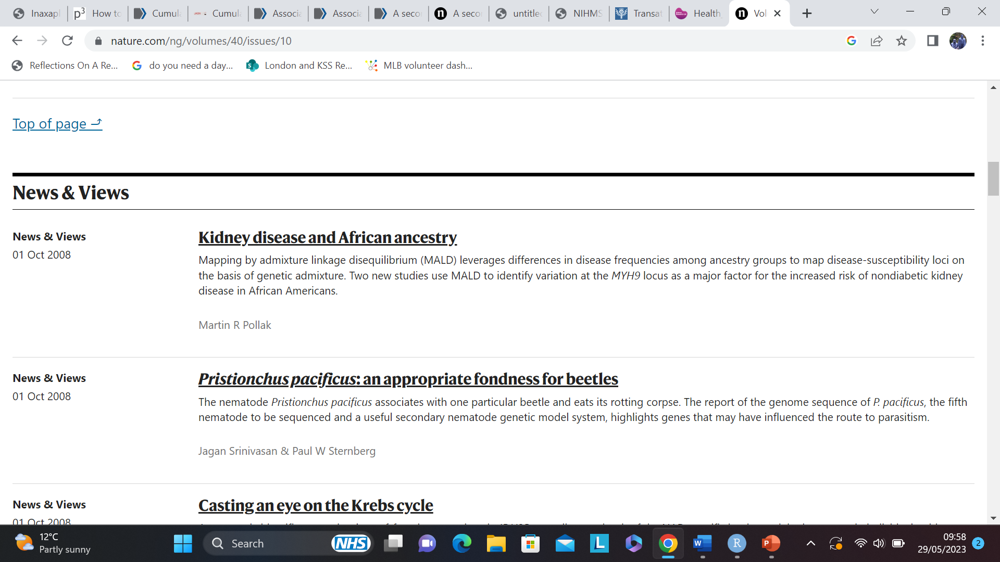 Inaxapl
p3 How to
Cumula
Cumula
Associa
Associa
A secon
A secon
untitled
NIHMS
Transat
Health_
Vol
nature.com/ng/volumes/40/issues/10
Reflections On A Re...
do you need a day...
London and KSS Re...
MLB volunteer dash...
Top of page
News & Views
News & Views
01 Oct 2008
Kidney disease and African ancestry
Mapping by admixture linkage disequilibrium (MALD) leverages differences in disease frequencies among ancestry groups to map disease-susceptibility loci on
the basis of genetic admixture. Two new studies use MALD to identify variation at the MYH9 locus as a major factor for the increased risk of nondiabetic kidney
disease in African Americans.
Martin R Pollak
News & Views
01 Oct 2008
Pristionchus pacificus: an appropriate fondness for beetles
The nematode Pristionchus pacificus associates with one particular beetle and eats its rotting corpse. The report of the genome sequence of P. pacificus, the fifth
nematode to be sequenced and a useful secondary nematode genetic model system, highlights genes that may have influenced the route to parasitism.
Jagan Srinivasan & Paul W Sternberg
News & Views
01 Oct 2008
Casting an eye on the Krebs cycle
12°C
Partly sunny
Search
NHS
09:58
29/05/2023
2